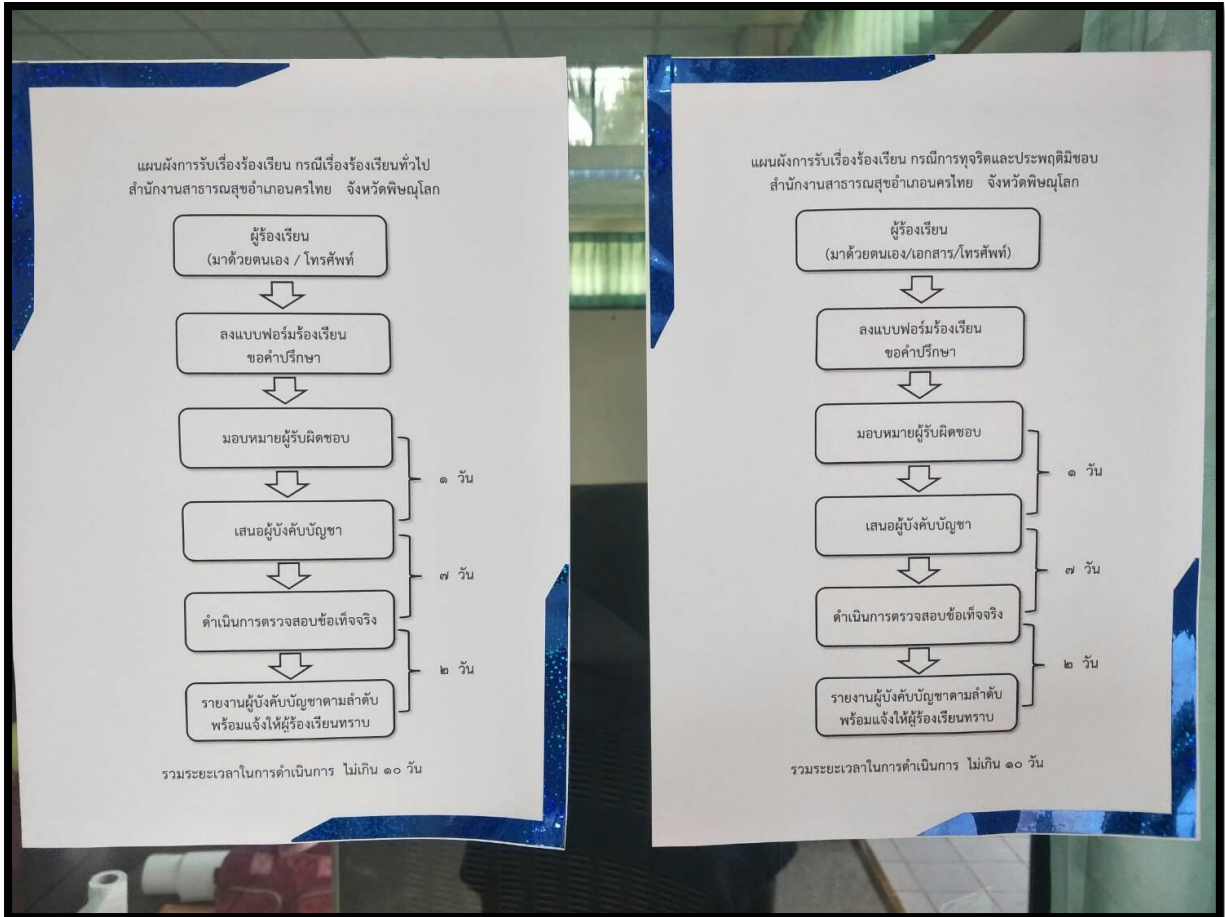 แผนผังการรับเรื่องร้องเรียน กรณีเรื่องร้องเรียนทั่วไป
สำนักงานสาธารณสุขอำเภอนครไทย จังหวัดพิษณุโลก
ผู้ร้องเรียน
(มาด้วยตนเอง / โทรศัพท์
ลงแบบฟอร์มร้องเรียน
ขอคำปรึกษา
มอบหมายผู้รับผิดชอบ
๑ วัน
เสนอผู้บังคับบัญชา
๗ วัน
ดำเนินการตรวจสอบข้อเท็จจริง
๒ วัน
รายงานผู้บังคับบัญชาตามลำดับ
พร้อมแจ้งให้ผู้ร้องเรียนทราบ
รวมระยะเวลาในการดำเนินการ ไม่เกิน ๑๐ วัน
แผนผังการรับเรื่องร้องเรียน กรณีการทุจริตและประพฤติมิชอบ
สำนักงานสาธารณสุขอำเภอนครไทย จังหวัดพิษณุโลก
ผู้ร้องเรียน
(มาด้วยตนเอง/เอกสาร/โทรศัพท์)
ลงแบบฟอร์มร้องเรียน
ขอคำปรึกษา
มอบหมายผู้รับผิดชอบ
๑ วัน
เสนอผู้บังคับบัญชา
๗ วัน
ดำเนินการตรวจสอบข้อเท็จจริง
๒ วัน
รายงานผู้บังคับบัญชาตามลำดับ
พร้อมแจ้งให้ผู้ร้องเรียนทราบ
รวมระยะเวลาในการดำเนินการ ไม่เกิน ๑๐ วัน